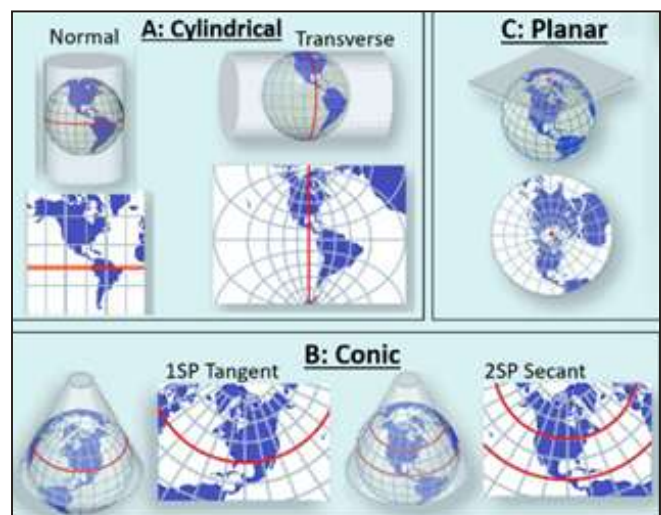 A: Cylindrical
Normal
Transverse
C: Planar
B: Conic
1SP Tangent
2SP Secant